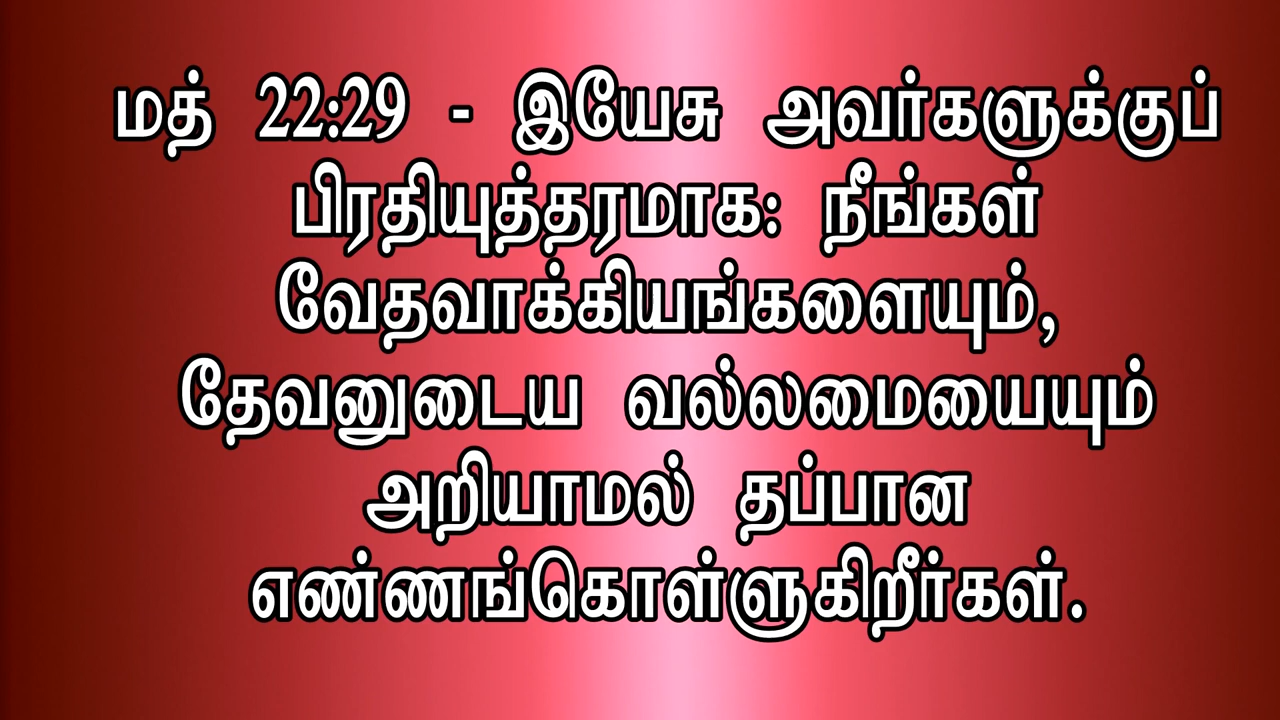 மத் 22:29 - இயேசு அவர்களுக்குப்
பிரதியுத்தரமாக: நீங்கள்
வேதவாக்கியங்களையும்,
தேவனுடைய வல்லமையையும்
அறியாமல் தப்பான
எண்ணங்கொள்ளுகிறீர்கள்.